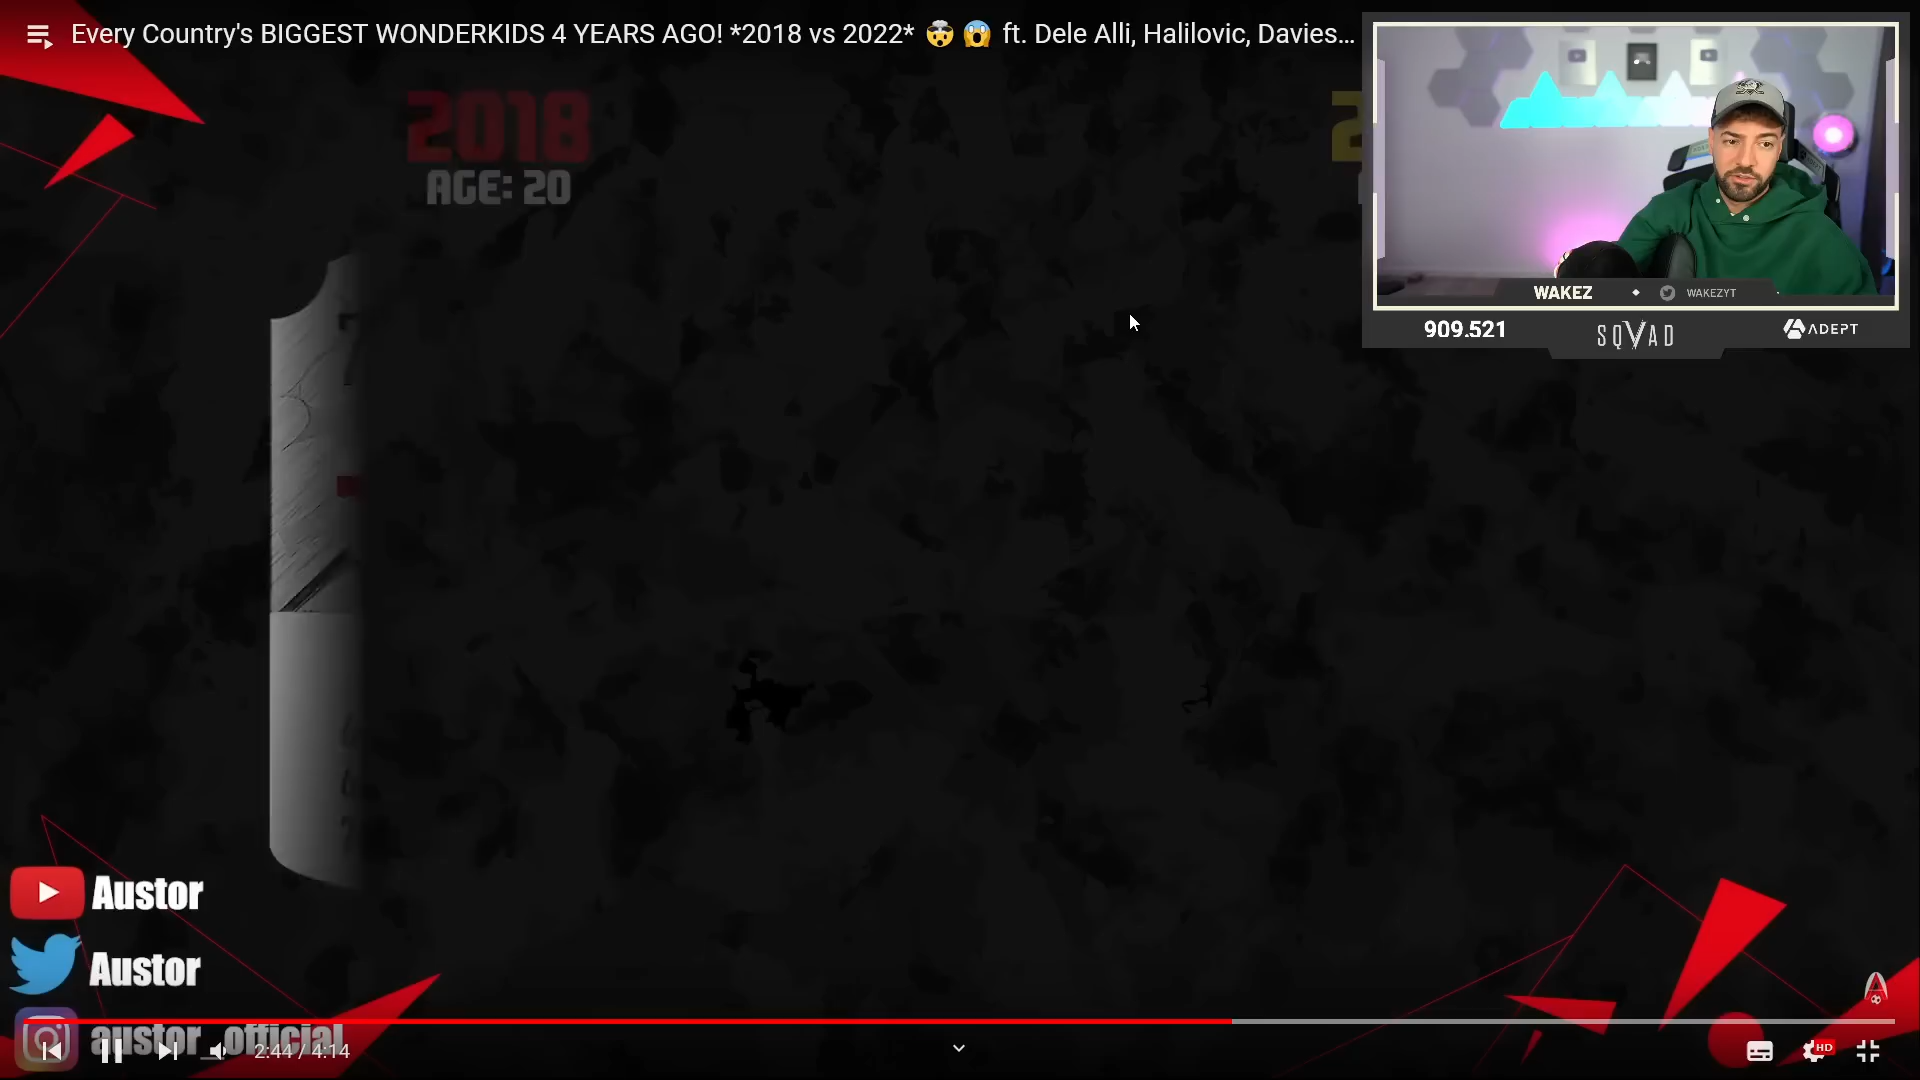 Every Country's BIGGEST WONDERKIDS 4 YEARS AGO! *2018 vs 2022* 🤯 😱 ft. Dele Alli, Halilovic, Davies...
2018
AGE: 20
WAKEZ
WAKEZYT
909.521
SQVAD
ADEPT
Austor
Austor
austor_official
2:44 / 4:14
HD